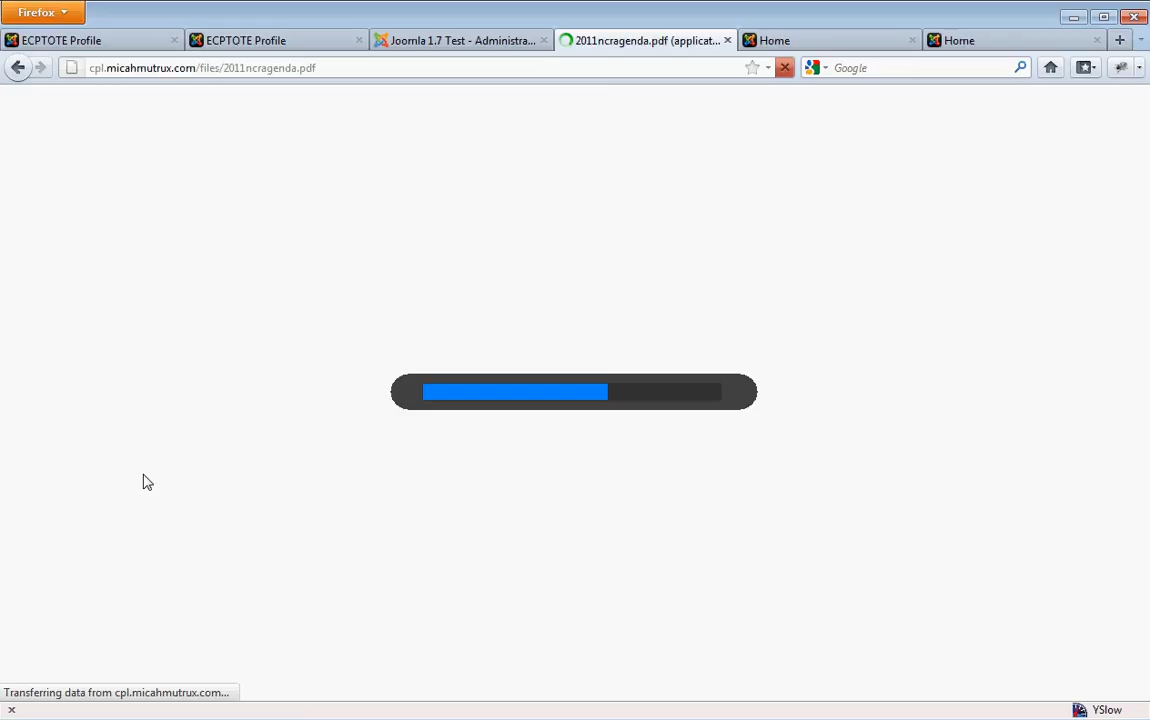 Firefox
ECPTOTE Profile
ECPTOTE Profile
Joomla 1.7 Test - Administra...
2011ncragenda.pdf (applicat...
Home
Home
cpl.micahmutrux.com/files/2011ncragenda.pdf
Google
Transferring data from cpl.micahmutrux.com...
YSlow